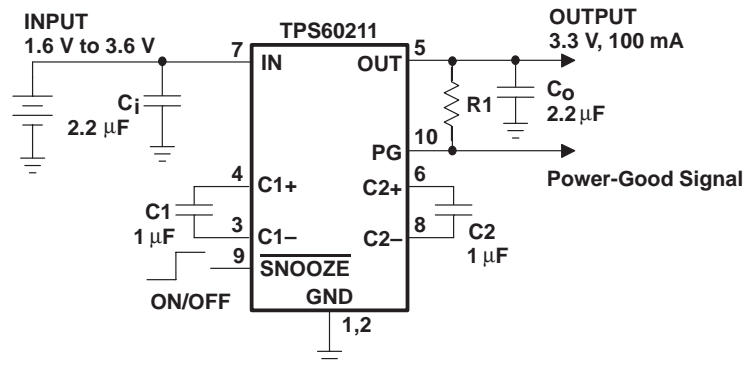 INPUT
1.6 V to 3.6 V
TPS60211
OUTPUT
3.3 V, 100 mA
7
IN
OUT
5
Ci
2.2 μF
R1
Co
2.2 μF
10
PG
Power-Good Signal
4
C1+
C2+
6
C1
1 μF
3
C1–
C2–
8
C2
1 μF
9
SNOOZE
ON/OFF
GND
1,2